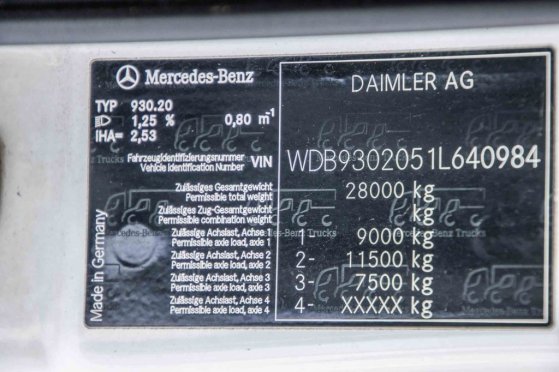 Mercedes-Benz
DAIMLER AG
TYP 930.20
1,25 % 0,80 m⁻¹
IHA= 2,53
Fahrzeugidentifizierungsnummer
Vehicle Identification Number VIN WDB9302051L640984
Zulässiges Gesamtgewicht
Permissible total weight 28000 kg
Zulässiges Zug-Gesamtgewicht
Permissible combination weight kg
Zulässige Achslast, Achse 1
Permissible axle load, axle 1 1- 9000 kg
Zulässige Achslast, Achse 2
Permissible axle load, axle 2 2- 11500 kg
Zulässige Achslast, Achse 3
Permissible axle load, axle 3 3- 7500 kg
Zulässige Achslast, Achse 4
Permissible axle load, axle 4 4- XXXXX kg
Made in Germany
Mercedes-Benz Trucks